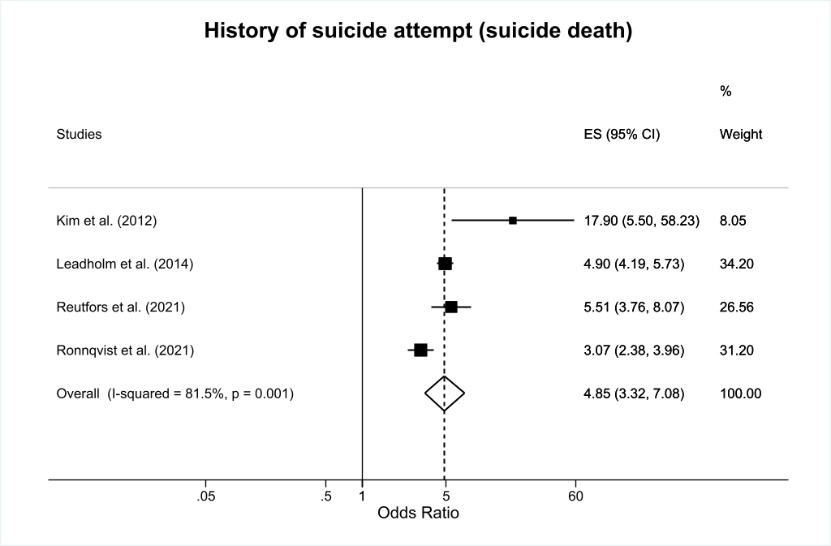 History of suicide attempt (suicide death)
%
Studies ES (95% CI) Weight
Kim et al. (2012) 17.90 (5.50, 58.23) 8.05
Leadholm et al. (2014) 4.90 (4.19, 5.73) 34.20
Reutfors et al. (2021) 5.51 (3.76, 8.07) 26.56
Ronnqvist et al. (2021) 3.07 (2.38, 3.96) 31.20
Overall (I-squared = 81.5%, p = 0.001) 4.85 (3.32, 7.08) 100.00
.05 .5 1 5 60
Odds Ratio